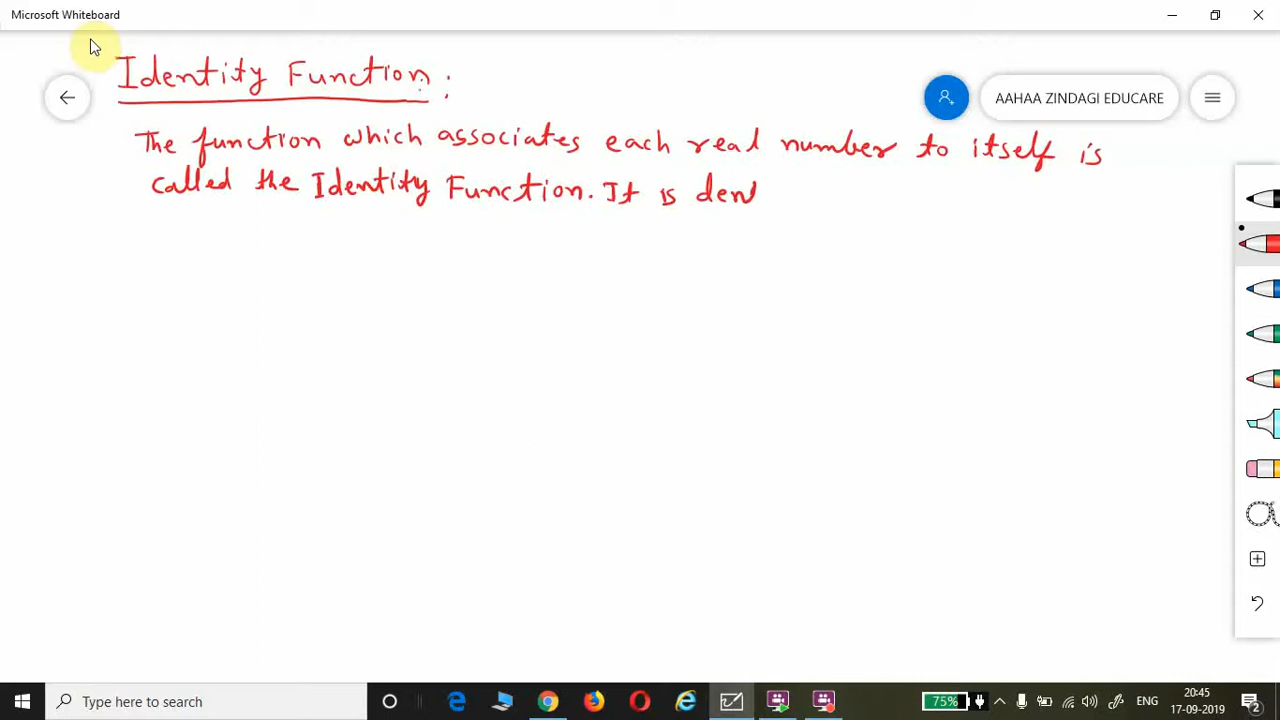 Microsoft Whiteboard
Identity Function :
AAHAA ZINDAGI EDUCARE
The function which associates each real number to itself is
called the Identity Function. It is den
Type here to search
75%
ENG
20:45
17-09-2019
2